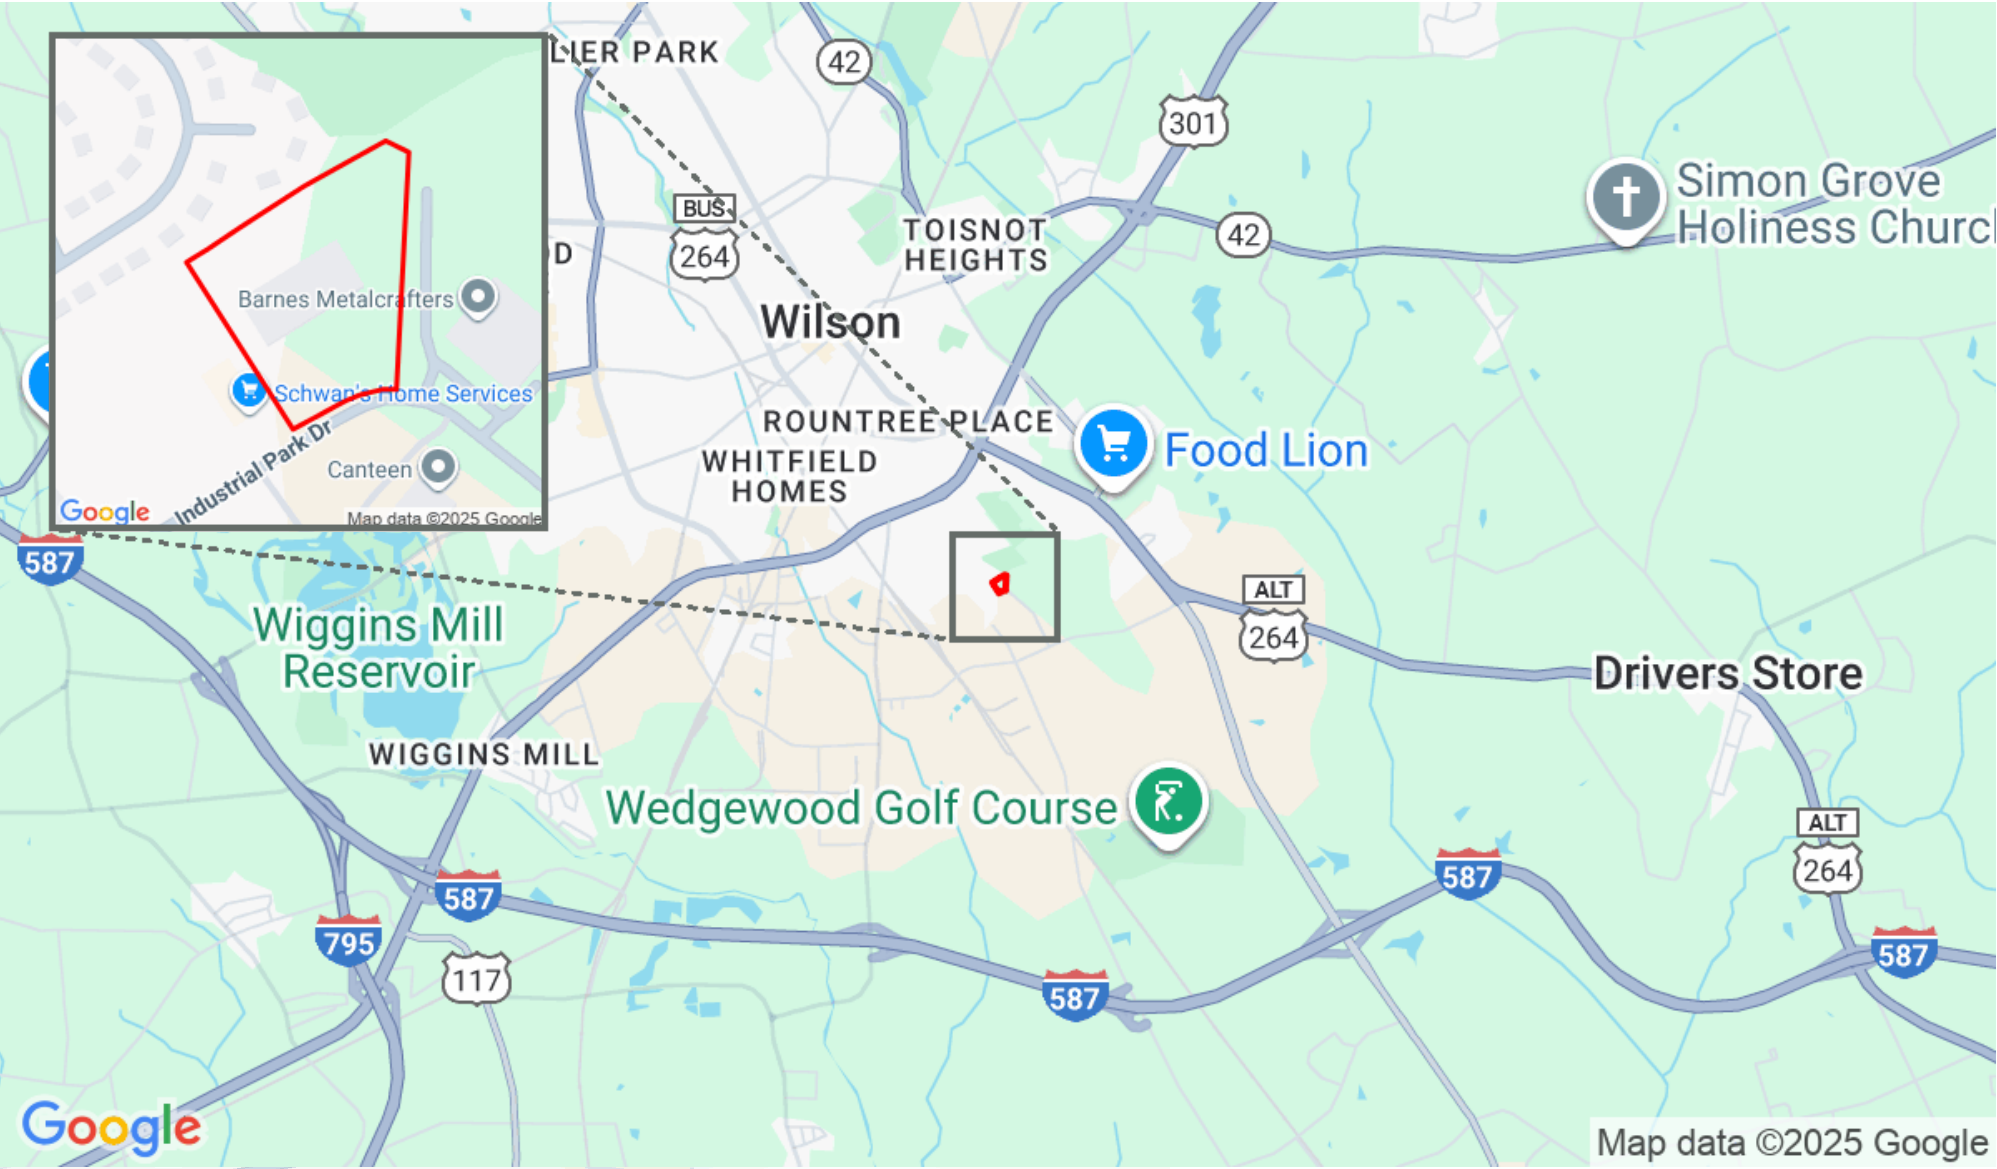 LIER PARK
42
301
Simon Grove
Holiness Church
BUS
264
TOISNOT
HEIGHTS
42
D
Barnes Metalcrafters
Wilson
Schwan's Home Services
ROUNTREE PLACE
Food Lion
Industrial Park Dr
Canteen
WHITFIELD
HOMES
Google
Map data ©2025 Google
587
ALT
264
Wiggins Mill
Reservoir
Drivers Store
WIGGINS MILL
Wedgewood Golf Course
ALT
264
587
587
795
587
117
587
Google
Map data ©2025 Google